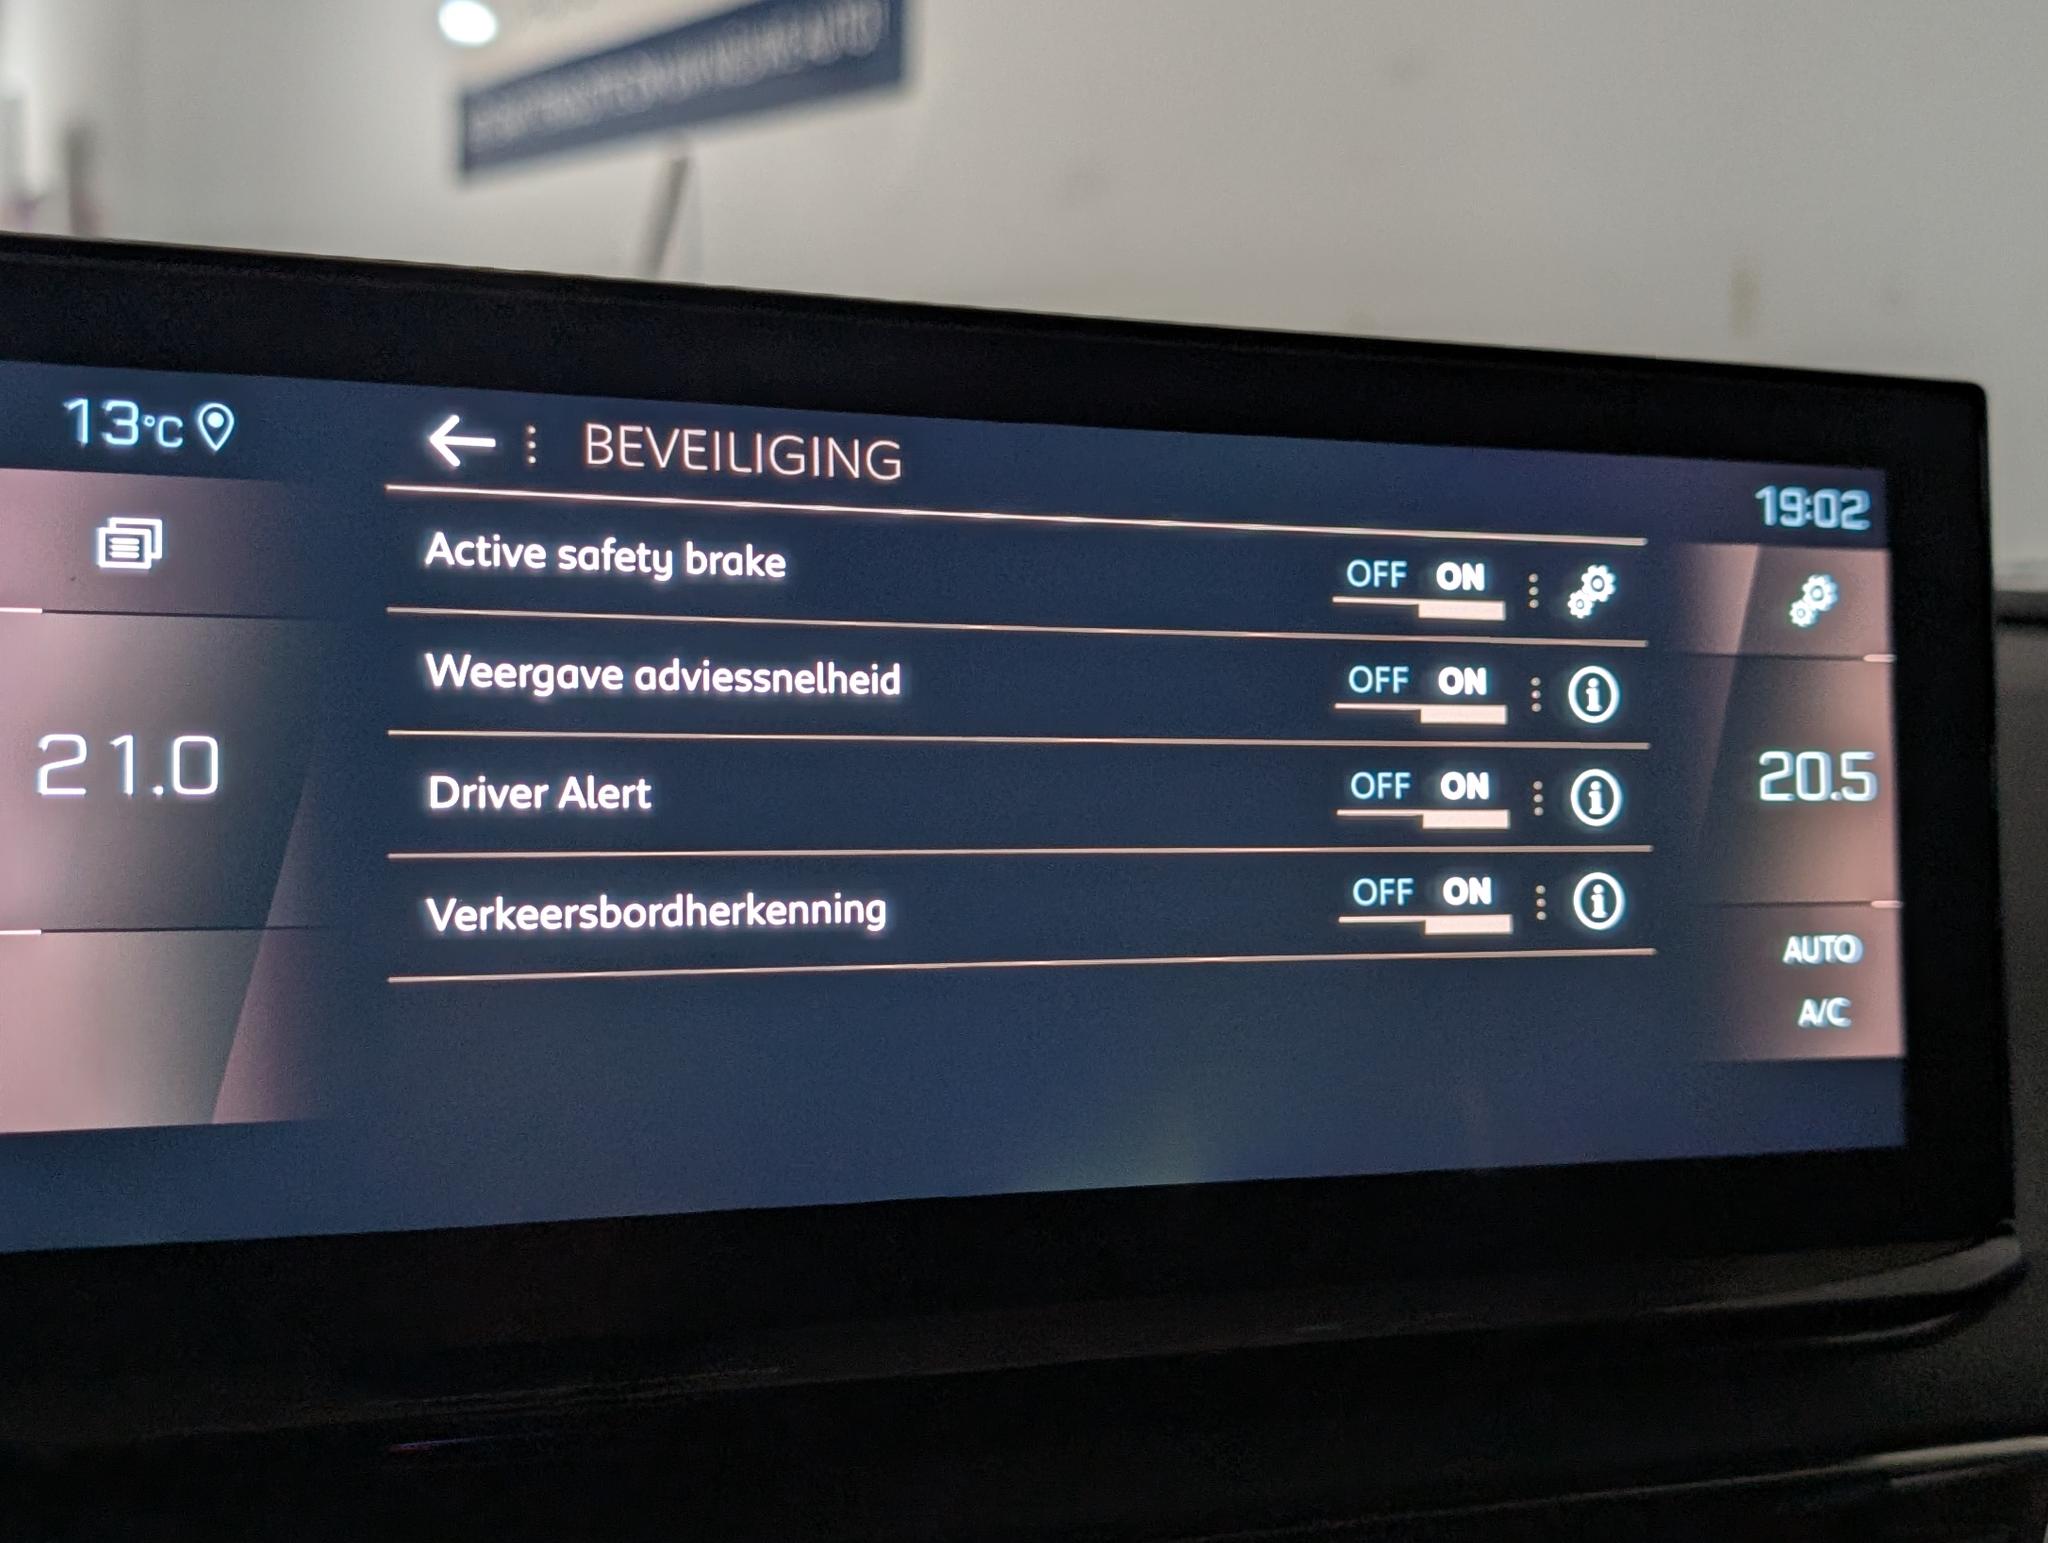 13°C
BEVEILIGING
19:02
Active safety brake OFF ON
Weergave adviessnelheid OFF ON
21.0
Driver Alert OFF ON
20.5
Verkeersbordherkenning OFF ON
AUTO
A/C